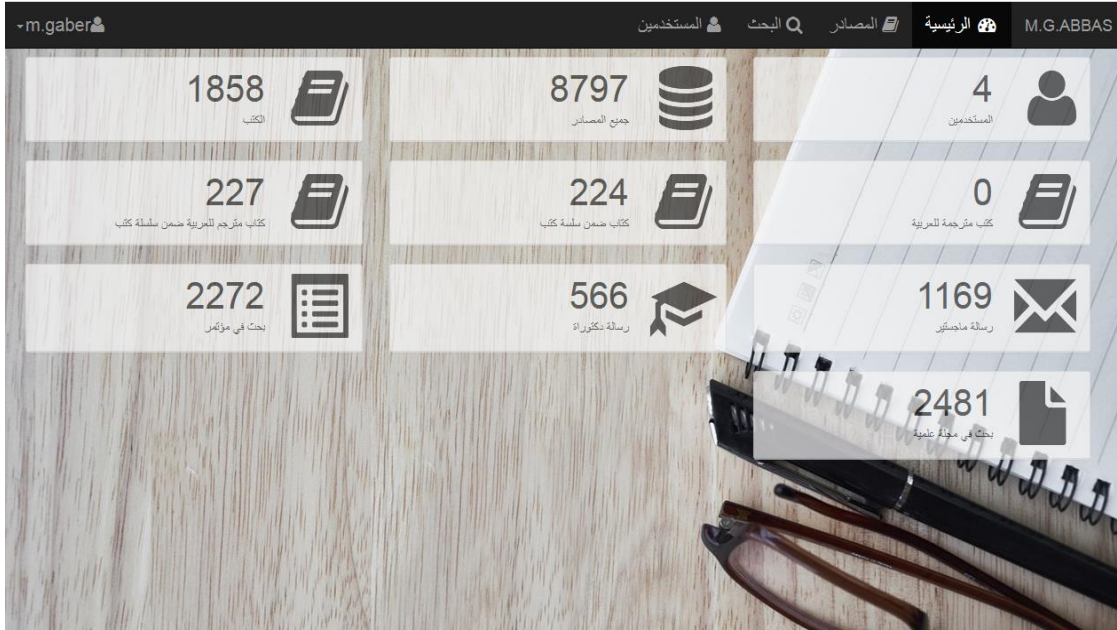 M.G.ABBAS
الرئيسية
المصادر
البحث
المستخدمين
m.gaber
4
المستخدمين
8797
جميع المصادر
1858
الكتب
0
كتب مترجمة للعربية
224
كتاب ضمن سلسة كتب
227
كتاب مترجم للعربية ضمن سلسلة كتب
1169
رسالة ماجستير
566
رسالة دكتوراة
2272
بحث في مؤتمر
2481
بحث في مجلة علمية